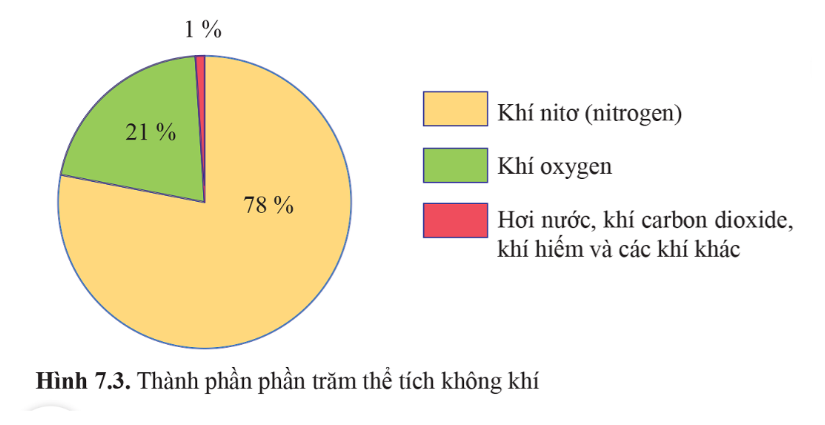 1 %
21 %
78 %
Khí nitơ (nitrogen)
Khí oxygen
Hơi nước, khí carbon dioxide,
khí hiếm và các khí khác
Hình 7.3. Thành phần phần trăm thể tích không khí